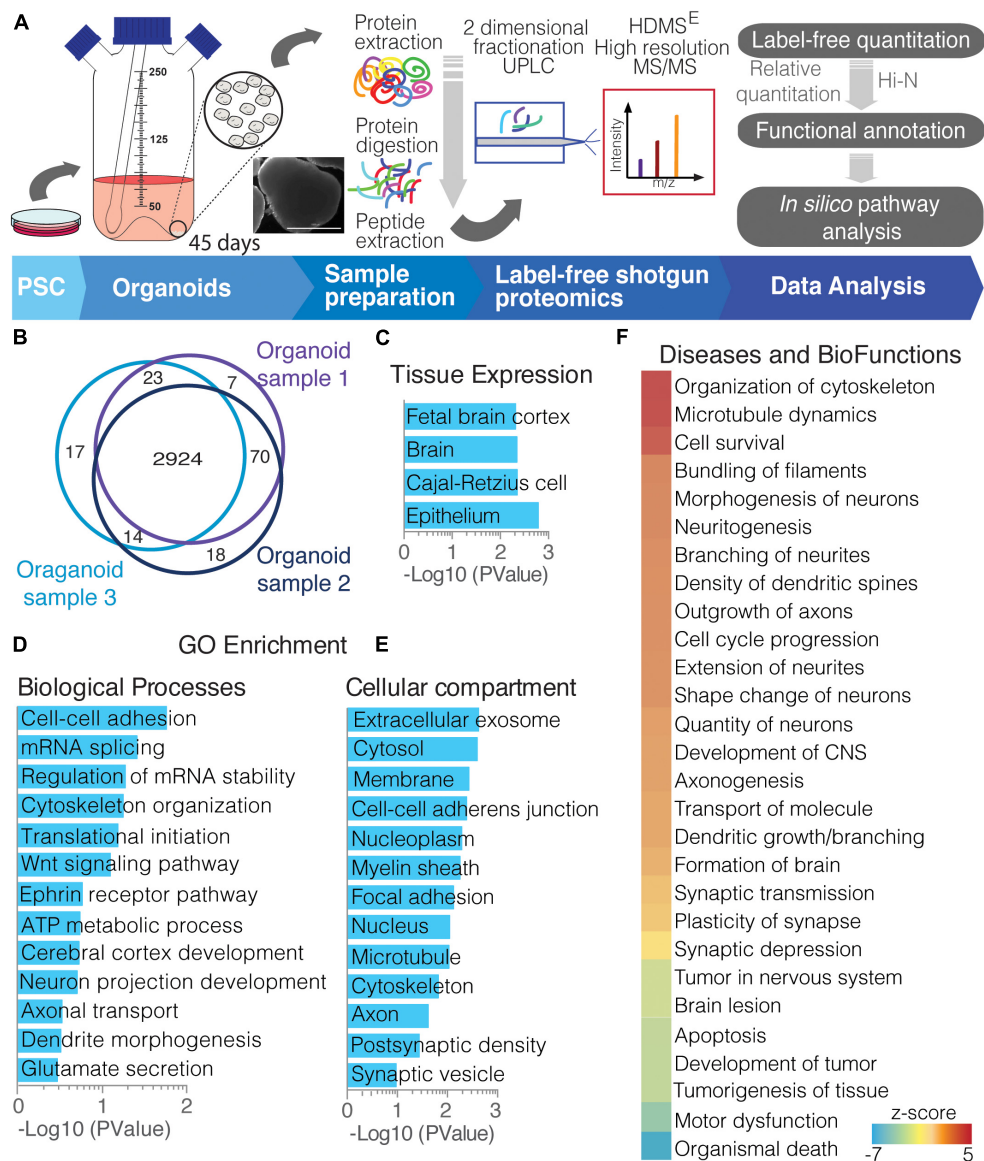 A
250
125
50
45 days
Protein
extraction
Protein
digestion
Peptide
extraction
2 dimensional
fractionation
UPLC
HDMSE
High resolution
MS/MS
Intensity
m/z
Label-free quantitation
Relative
quantitation
Hi-N
Functional annotation
In silico pathway
analysis
PSC
Organoids
Sample
preparation
Label-free shotgun
proteomics
Data Analysis
B
Organoid
sample 1
23
7
17
2924
70
14
18
Oraganoid
sample 3
Organoid
sample 2
C
Tissue Expression
Fetal brain cortex
Brain
Cajal-Retzius cell
Epithelium
0 1 2 3
-Log10 (PValue)
GO Enrichment
D
Biological Processes
Cell-cell adhesion
mRNA splicing
Regulation of mRNA stability
Cytoskeleton organization
Translational initiation
Wnt signaling pathway
Ephrin receptor pathway
ATP metabolic process
Cerebral cortex development
Neuron projection development
Axonal transport
Dendrite morphogenesis
Glutamate secretion
0 1 2
-Log10 (PValue)
E
Cellular compartment
Extracellular exosome
Cytosol
Membrane
Cell-cell adherens junction
Nucleoplasm
Myelin sheath
Focal adhesion
Nucleus
Microtubule
Cytoskeleton
Axon
Postsynaptic density
Synaptic vesicle
0 1 2 3
-Log10 (PValue)
F
Diseases and BioFunctions
Organization of cytoskeleton
Microtubule dynamics
Cell survival
Bundling of filaments
Morphogenesis of neurons
Neuritogenesis
Branching of neurites
Density of dendritic spines
Outgrowth of axons
Cell cycle progression
Extension of neurites
Shape change of neurons
Quantity of neurons
Development of CNS
Axonogenesis
Transport of molecule
Dendritic growth/branching
Formation of brain
Synaptic transmission
Plasticity of synapse
Synaptic depression
Tumor in nervous system
Brain lesion
Apoptosis
Development of tumor
Tumorigenesis of tissue
Motor dysfunction
Organismal death
z-score
-7 5